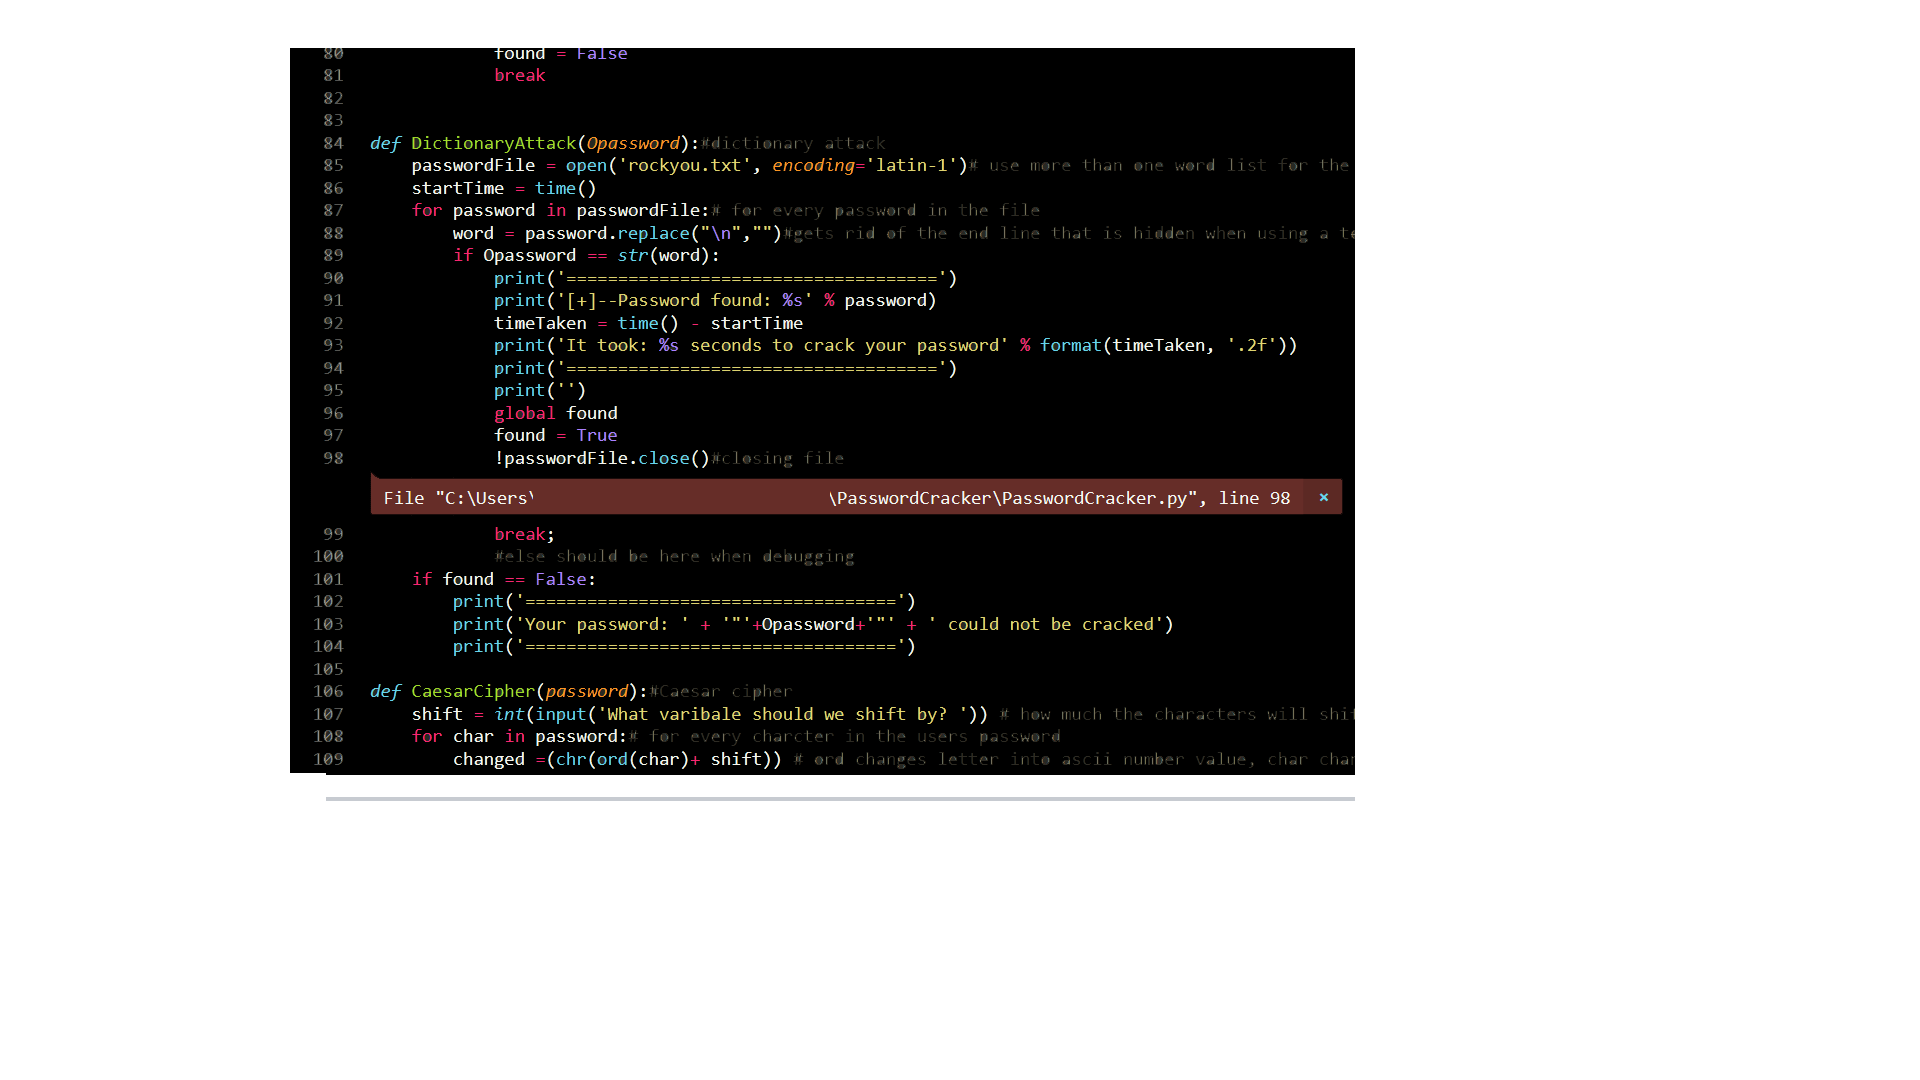 80 found = False
81 break
82
83
84 def DictionaryAttack(Opassword):#dictionary attack
85 passwordFile = open('rockyou.txt', encoding='latin-1')# use more than one word list for the
86 startTime = time()
87 for password in passwordFile:# for every password in the file
88 word = password.replace("\n","")#gets rid of the end line that is hidden when using a te
89 if Opassword == str(word):
90 print('====================================')
91 print('[+]--Password found: %s' % password)
92 timeTaken = time() - startTime
93 print('It took: %s seconds to crack your password' % format(timeTaken, '.2f'))
94 print('====================================')
95 print('')
96 global found
97 found = True
98 !passwordFile.close()#closing file
File "C:\Users\ \PasswordCracker\PasswordCracker.py", line 98 ×
99 break;
100 #else should be here when debugging
101 if found == False:
102 print('====================================')
103 print('Your password: ' + '"'+Opassword+'"' + ' could not be cracked')
104 print('====================================')
105
106 def CaesarCipher(password):#Caesar cipher
107 shift = int(input('What varibale should we shift by? ')) # how much the characters will shif
108 for char in password:# for every charcter in the users password
109 changed =(chr(ord(char)+ shift)) # ord changes letter into ascii number value, char chan